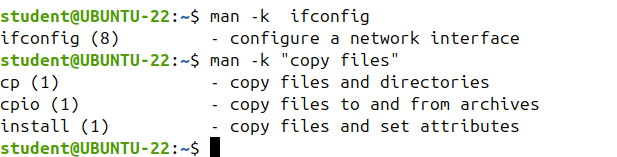 student@UBUNTU-22:~$ man -k  ifconfig
ifconfig (8)         - configure a network interface
student@UBUNTU-22:~$ man -k "copy files"
cp (1)               - copy files and directories
cpio (1)             - copy files to and from archives
install (1)          - copy files and set attributes
student@UBUNTU-22:~$